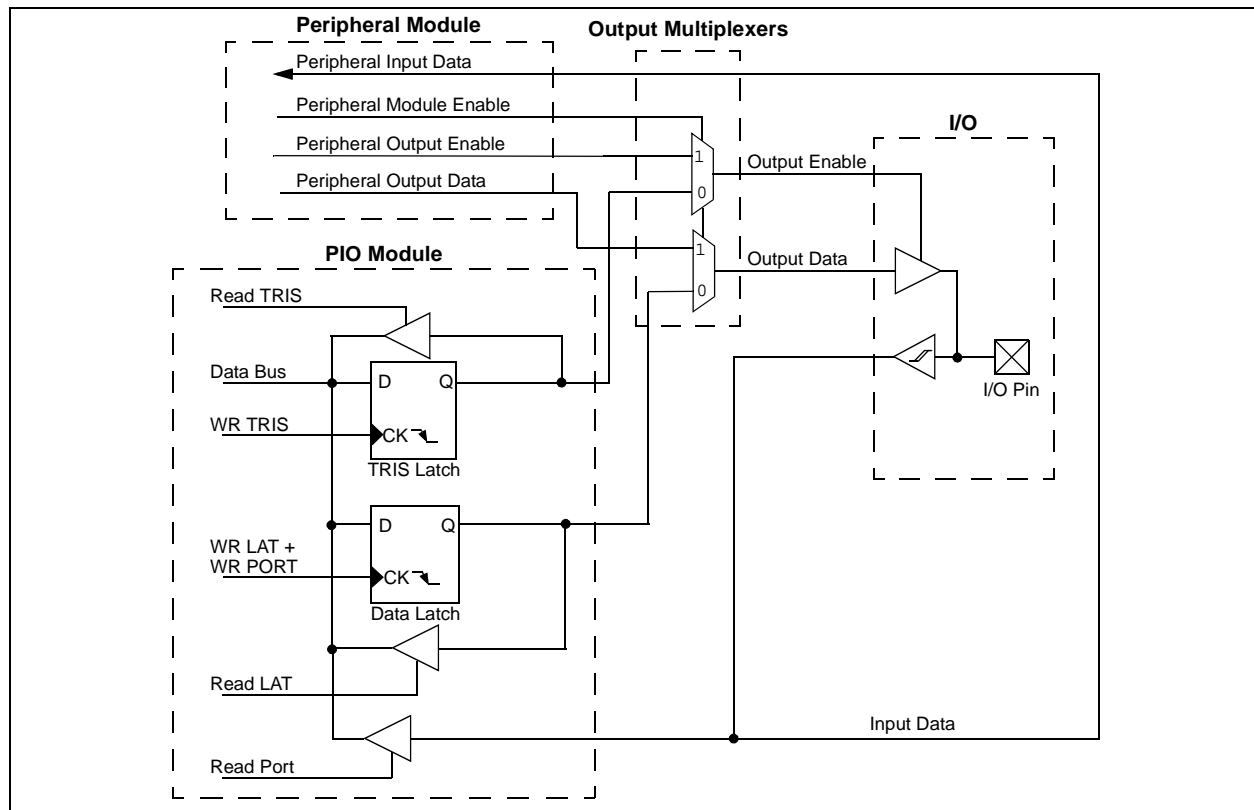 Peripheral Module
Output Multiplexers
Peripheral Input Data
Peripheral Module Enable
I/O
Peripheral Output Enable
1
Output Enable
Peripheral Output Data
0
PIO Module
1
Output Data
0
Read TRIS
Data Bus
D Q
I/O Pin
WR TRIS
CK
TRIS Latch
D Q
WR LAT +
WR PORT
CK
Data Latch
Read LAT
Input Data
Read Port